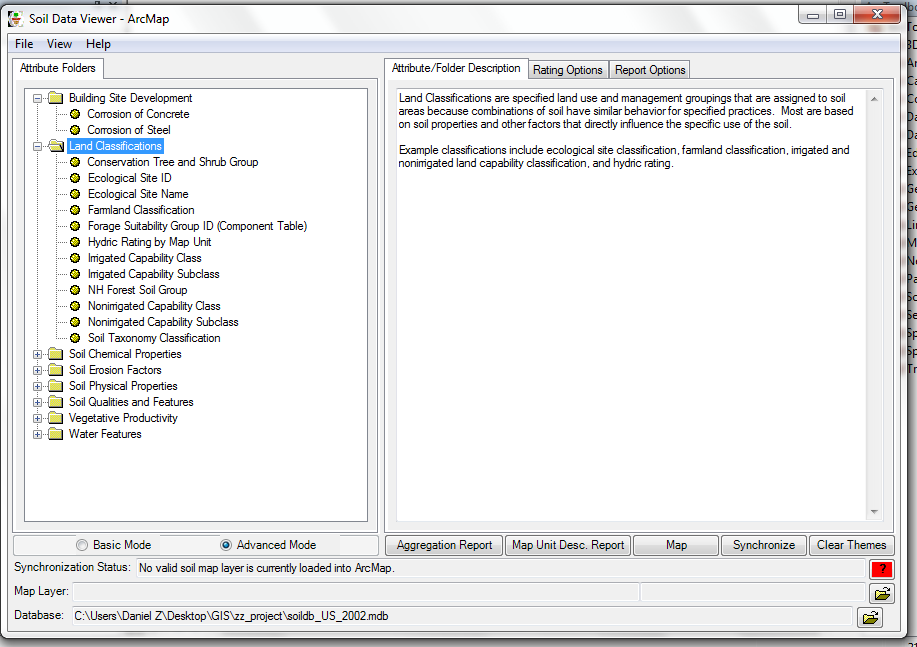 Soil Data Viewer - ArcMap
File View Help
Attribute Folders
Building Site Development
Corrosion of Concrete
Corrosion of Steel
Land Classifications
Conservation Tree and Shrub Group
Ecological Site ID
Ecological Site Name
Farmland Classification
Forage Suitability Group ID (Component Table)
Hydric Rating by Map Unit
Irrigated Capability Class
Irrigated Capability Subclass
NH Forest Soil Group
Nonirrigated Capability Class
Nonirrigated Capability Subclass
Soil Taxonomy Classification
Soil Chemical Properties
Soil Erosion Factors
Soil Physical Properties
Soil Qualities and Features
Vegetative Productivity
Water Features
Basic Mode Advanced Mode
Attribute/Folder Description Rating Options Report Options
Land Classifications are specified land use and management groupings that are assigned to soil
areas because combinations of soil have similar behavior for specified practices. Most are based
on soil properties and other factors that directly influence the specific use of the soil.
Example classifications include ecological site classification, farmland classification, irrigated and
nonirrigated land capability classification, and hydric rating.
Aggregation Report Map Unit Desc. Report Map Synchronize Clear Themes
Synchronization Status: No valid soil map layer is currently loaded into ArcMap. ?
Map Layer:
Database: C:\Users\Daniel Z\Desktop\GIS\zz_project\soildb_US_2002.mdb